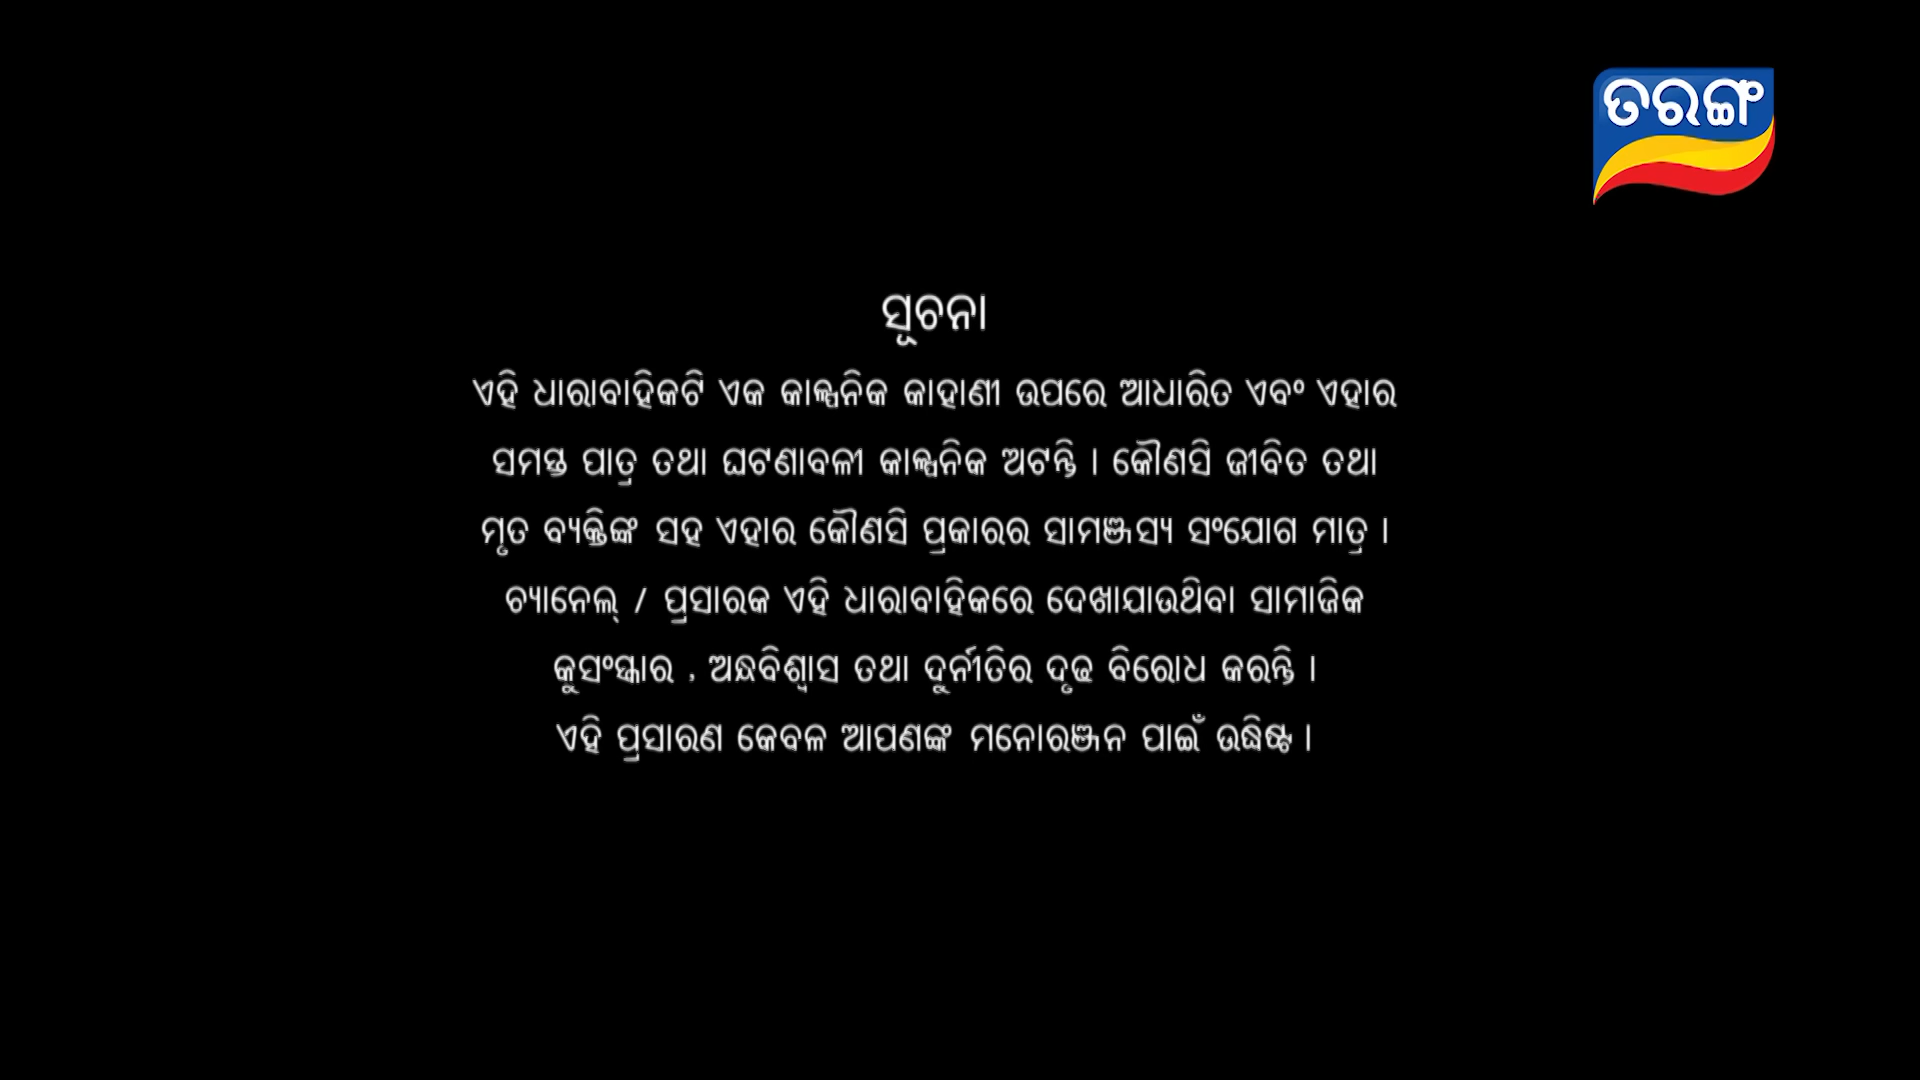 ତରଙ୍ଗ
ସୂଚନା
ଏହି ଧାରାବାହିକଟି ଏକ କାଳ୍ପନିକ କାହାଣୀ ଉପରେ ଆଧାରିତ ଏବଂ ଏହାର
ସମସ୍ତ ପାତ୍ର ତଥା ଘଟଣାବଳୀ କାଳ୍ପନିକ ଅଟନ୍ତି । କୌଣସି ଜୀବିତ ତଥା
ମୃତ ବ୍ୟକ୍ତିଙ୍କ ସହ ଏହାର କୌଣସି ପ୍ରକାରର ସାମଞ୍ଜସ୍ୟ ସଂଯୋଗ ମାତ୍ର ।
ଚ୍ୟାନେଲ୍ / ପ୍ରସାରକ ଏହି ଧାରାବାହିକରେ ଦେଖାଯାଉଥିବା ସାମାଜିକ
କୁସଂସ୍କାର , ଅନ୍ଧବିଶ୍ୱାସ ତଥା ଦୁର୍ନୀତିର ଦୃଢ ବିରୋଧ କରନ୍ତି ।
ଏହି ପ୍ରସାରଣ କେବଳ ଆପଣଙ୍କ ମନୋରଞ୍ଜନ ପାଇଁ ଉଦ୍ଧିଷ୍ଟ ।